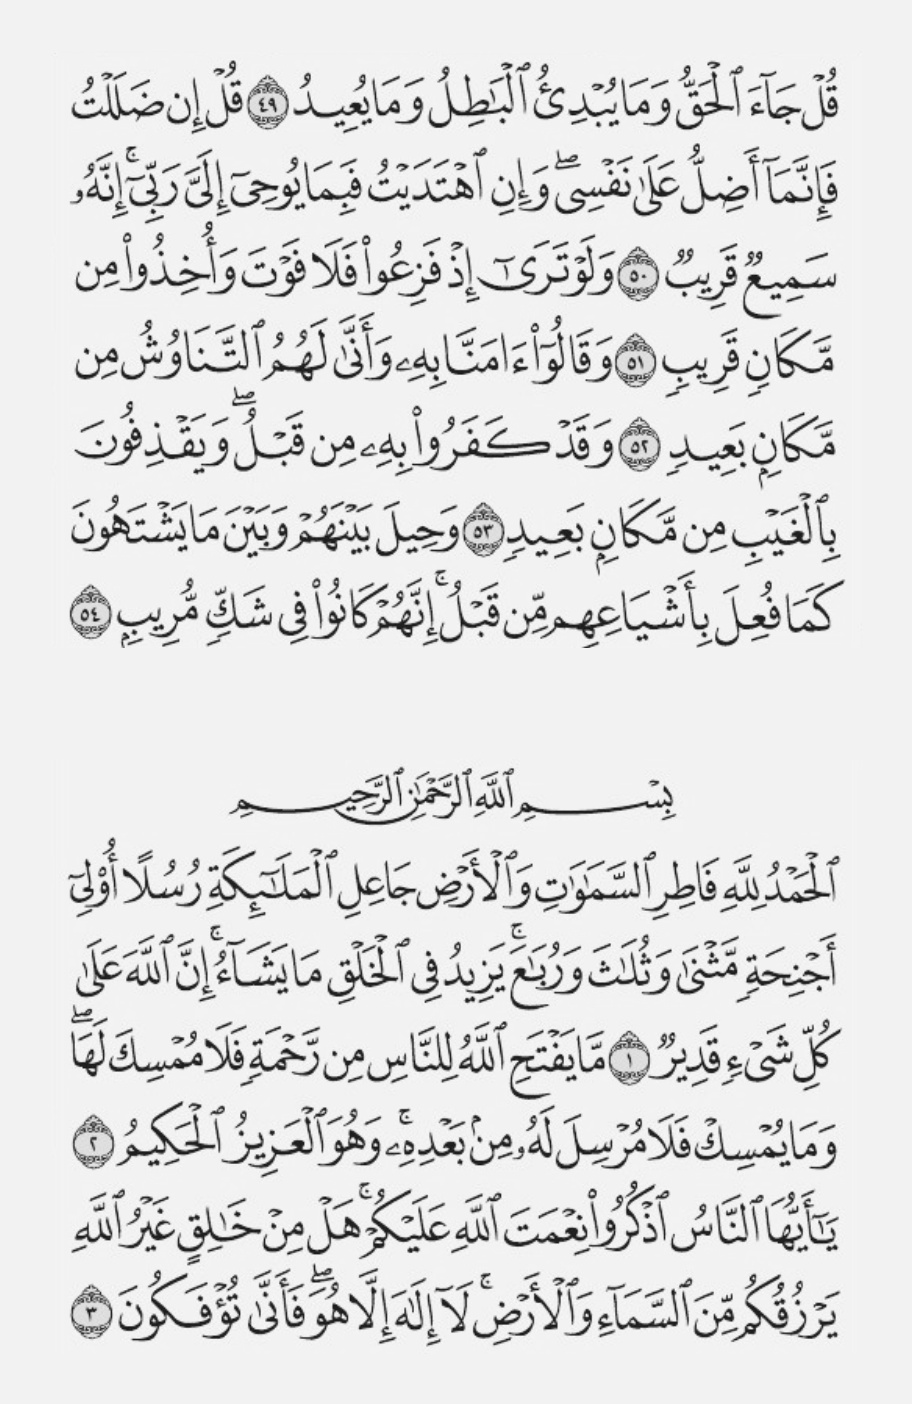 قُلْ جَآءَ ٱلْحَقُّ وَمَا يُبْدِئُ ٱلْبَٰطِلُ وَمَا يُعِيدُ ٤٩ قُلْ إِن ضَلَلْتُ
فَإِنَّمَآ أَضِلُّ عَلَىٰ نَفْسِىۖ وَإِنِ ٱهْتَدَيْتُ فَبِمَا يُوحِىٓ إِلَىَّ رَبِّىٓۚ إِنَّهُۥ
سَمِيعٌ قَرِيبٌ ٥٠ وَلَوْ تَرَىٰٓ إِذْ فَزِعُوا۟ فَلَا فَوْتَ وَأُخِذُوا۟ مِن
مَّكَانٍ قَرِيبٍ ٥١ وَقَالُوٓا۟ ءَامَنَّا بِهِۦ وَأَنَّىٰ لَهُمُ ٱلتَّنَاوُشُ مِن
مَّكَانٍۭ بَعِيدٍ ٥٢ وَقَدْ كَفَرُوا۟ بِهِۦ مِن قَبْلُۖ وَيَقْذِفُونَ
بِٱلْغَيْبِ مِن مَّكَانٍۭ بَعِيدٍ ٥٣ وَحِيلَ بَيْنَهُمْ وَبَيْنَ مَا يَشْتَهُونَ
كَمَا فُعِلَ بِأَشْيَاعِهِم مِّن قَبْلُۚ إِنَّهُمْ كَانُوا۟ فِى شَكٍّ مُّرِيبٍۭ ٥٤
بِسْمِ ٱللَّهِ ٱلرَّحْمَٰنِ ٱلرَّحِيمِ
ٱلْحَمْدُ لِلَّهِ فَاطِرِ ٱلسَّمَٰوَٰتِ وَٱلْأَرْضِ جَاعِلِ ٱلْمَلَٰٓئِكَةِ رُسُلًا أُو۟لِىٓ
أَجْنِحَةٍ مَّثْنَىٰ وَثُلَٰثَ وَرُبَٰعَۚ يَزِيدُ فِى ٱلْخَلْقِ مَا يَشَآءُۚ إِنَّ ٱللَّهَ عَلَىٰ
كُلِّ شَىْءٍ قَدِيرٌ ١ مَّا يَفْتَحِ ٱللَّهُ لِلنَّاسِ مِن رَّحْمَةٍ فَلَا مُمْسِكَ لَهَاۖ
وَمَا يُمْسِكْ فَلَا مُرْسِلَ لَهُۥ مِنۢ بَعْدِهِۦۚ وَهُوَ ٱلْعَزِيزُ ٱلْحَكِيمُ ٢
يَٰٓأَيُّهَا ٱلنَّاسُ ٱذْكُرُوا۟ نِعْمَتَ ٱللَّهِ عَلَيْكُمْۚ هَلْ مِنْ خَٰلِقٍ غَيْرُ ٱللَّهِ
يَرْزُقُكُم مِّنَ ٱلسَّمَآءِ وَٱلْأَرْضِۚ لَآ إِلَٰهَ إِلَّا هُوَۖ فَأَنَّىٰ تُؤْفَكُونَ ٣